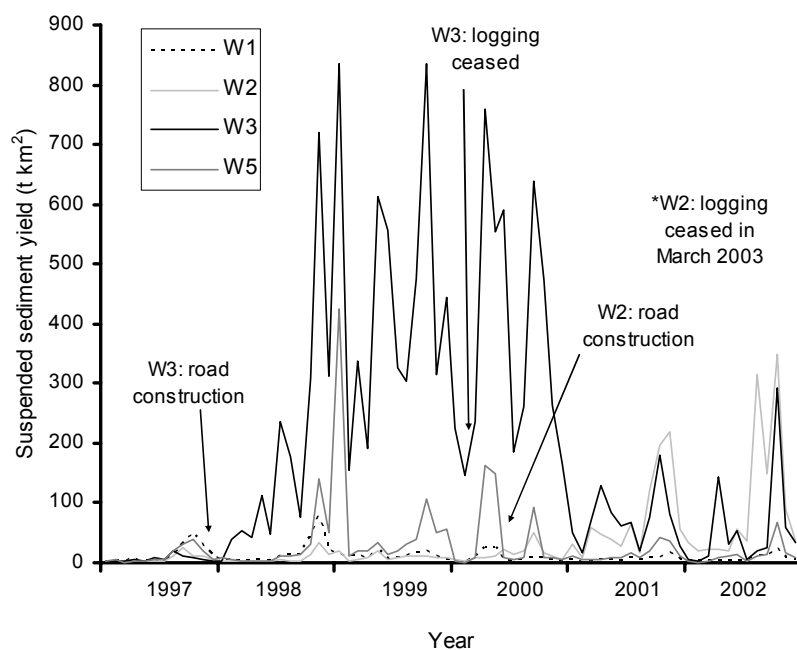 900
800
700
600
500
400
300
200
100
0
Suspended sediment yield (t km²)
W1
W2
W3
W5
W3: logging
ceased
*W2: logging
ceased in
March 2003
W2: road
construction
W3: road
construction
1997
1998
1999
2000
2001
2002
Year